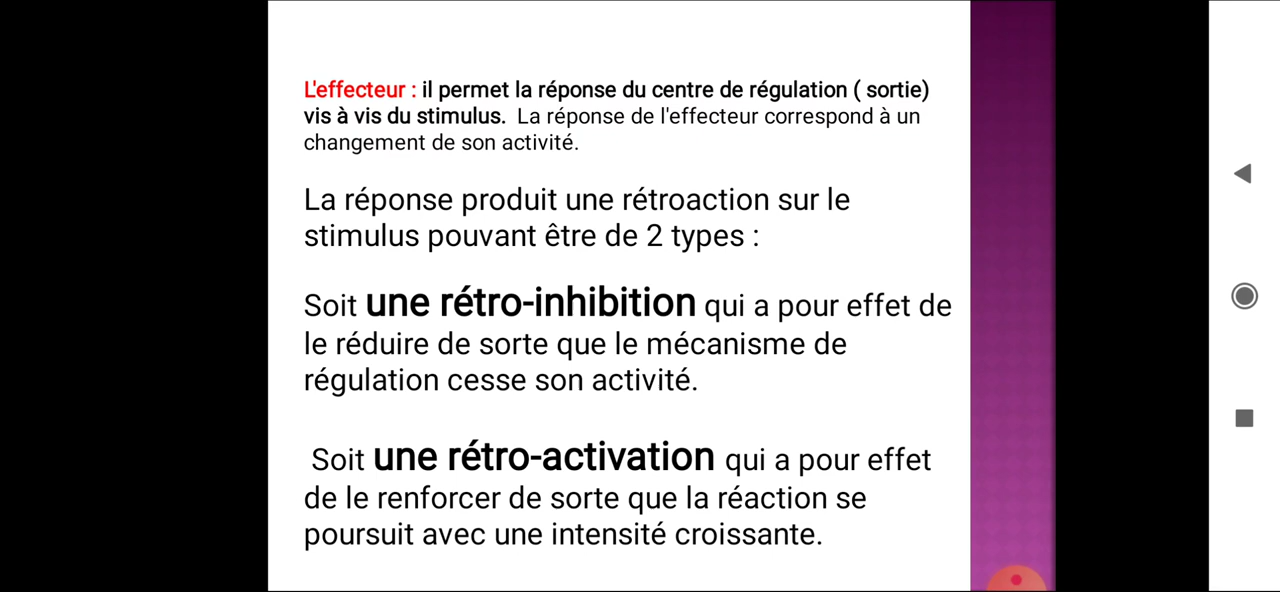 L'effecteur : il permet la réponse du centre de régulation ( sortie)
vis à vis du stimulus. La réponse de l'effecteur correspond à un
changement de son activité.
La réponse produit une rétroaction sur le
stimulus pouvant être de 2 types :
Soit une rétro-inhibition qui a pour effet de
le réduire de sorte que le mécanisme de
régulation cesse son activité.
Soit une rétro-activation qui a pour effet
de le renforcer de sorte que la réaction se
poursuit avec une intensité croissante.